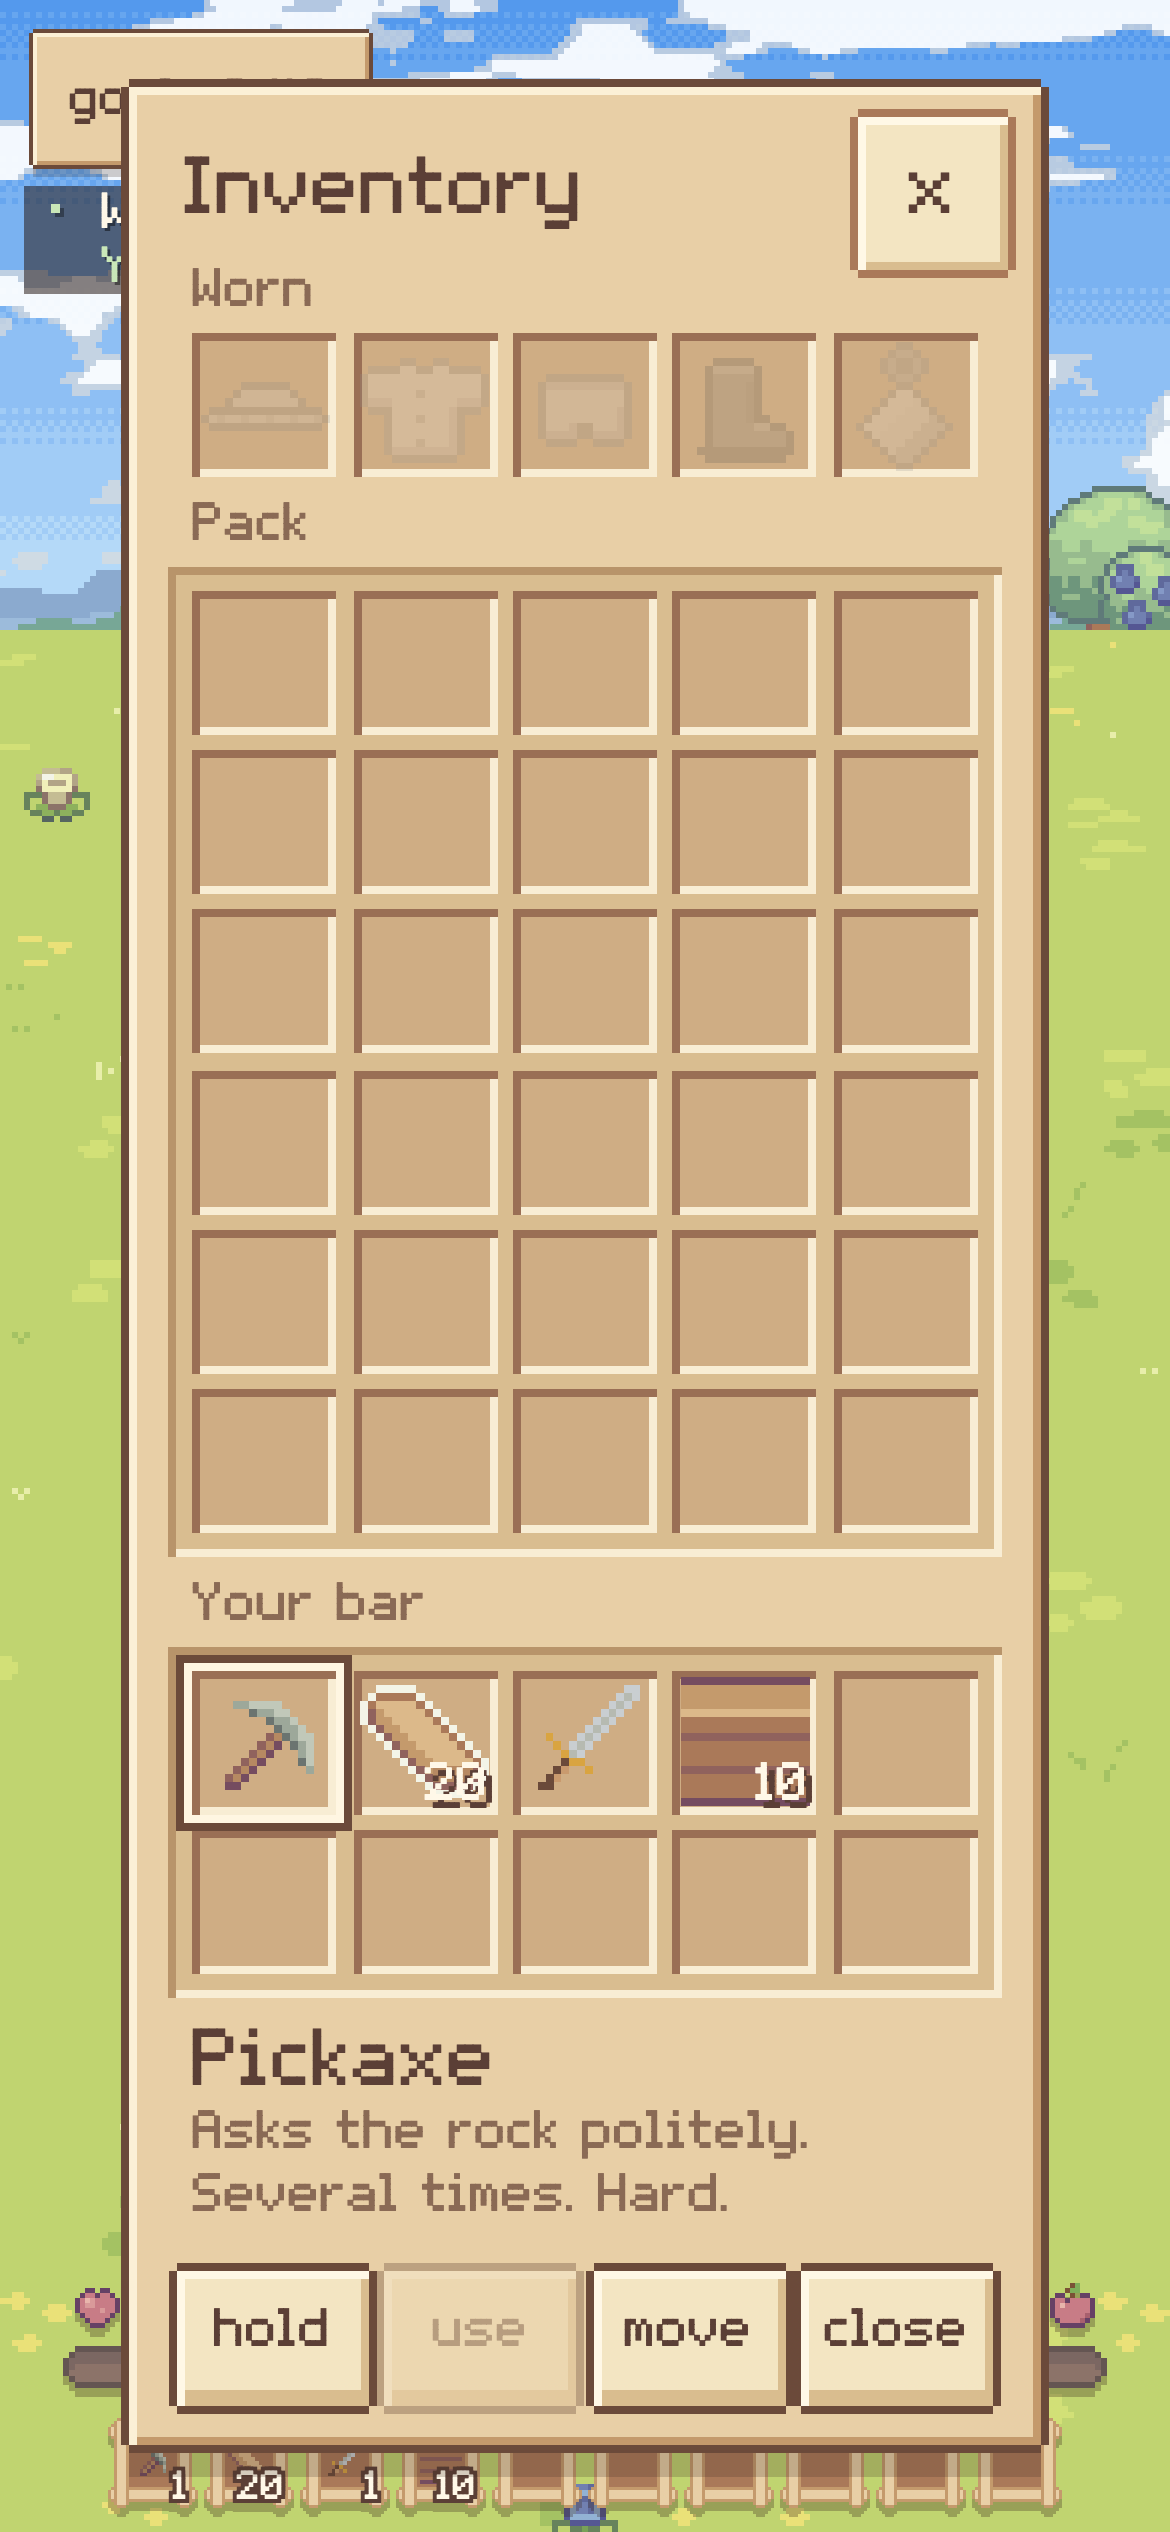 Inventory
Worn
Pack
Your bar
20
10
Pickaxe
Asks the rock politely.
Several times. Hard.
hold use move close
1 20 1 10